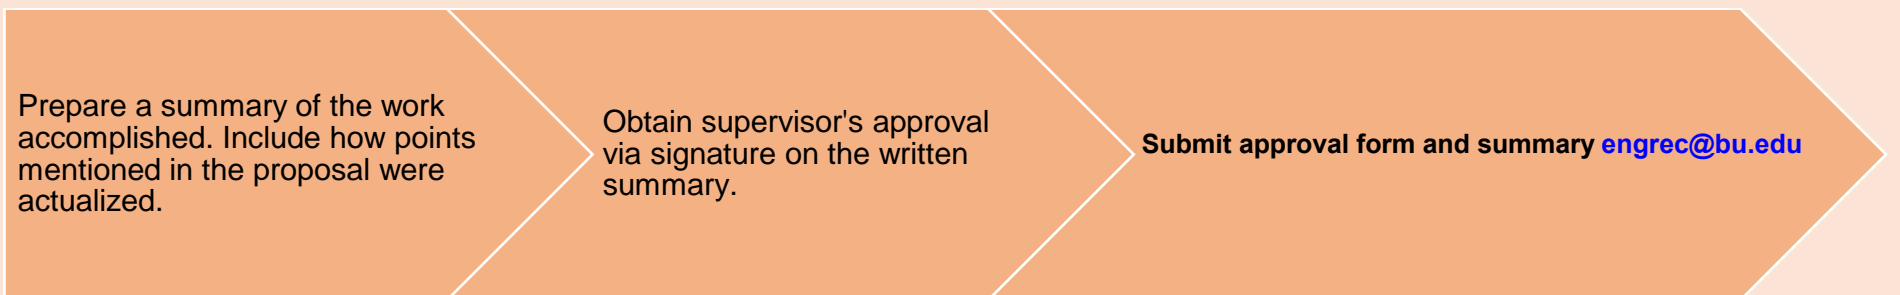 Prepare a summary of the work
accomplished. Include how points
mentioned in the proposal were
actualized.
Obtain supervisor's approval
via signature on the written
summary.
Submit approval form and summary engrec@bu.edu